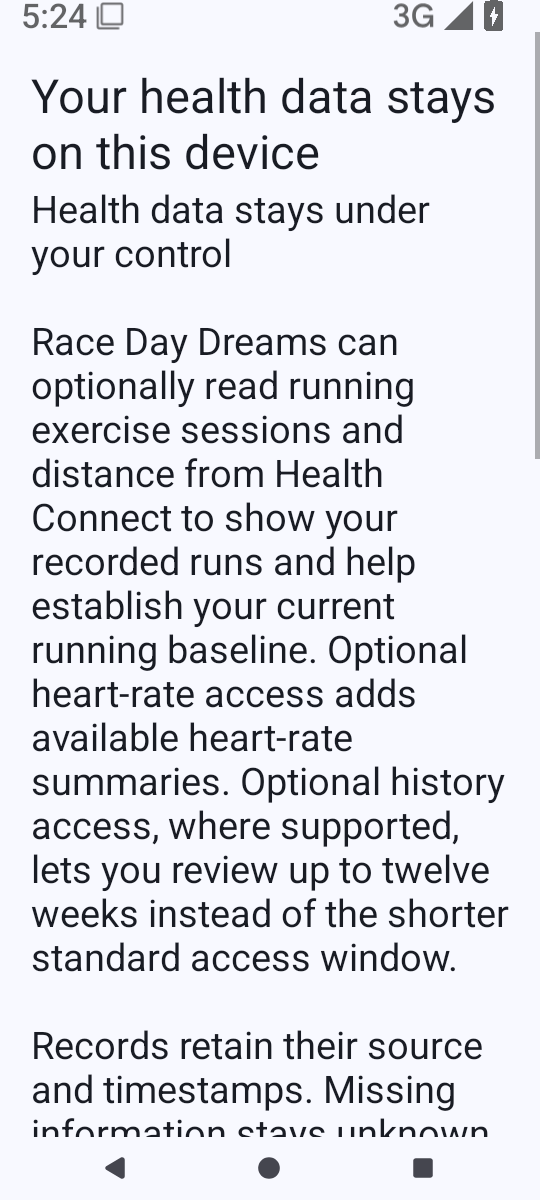 5:24
3G
Your health data stays
on this device
Health data stays under
your control
Race Day Dreams can
optionally read running
exercise sessions and
distance from Health
Connect to show your
recorded runs and help
establish your current
running baseline. Optional
heart-rate access adds
available heart-rate
summaries. Optional history
access, where supported,
lets you review up to twelve
weeks instead of the shorter
standard access window.
Records retain their source
and timestamps. Missing
information stays unknown